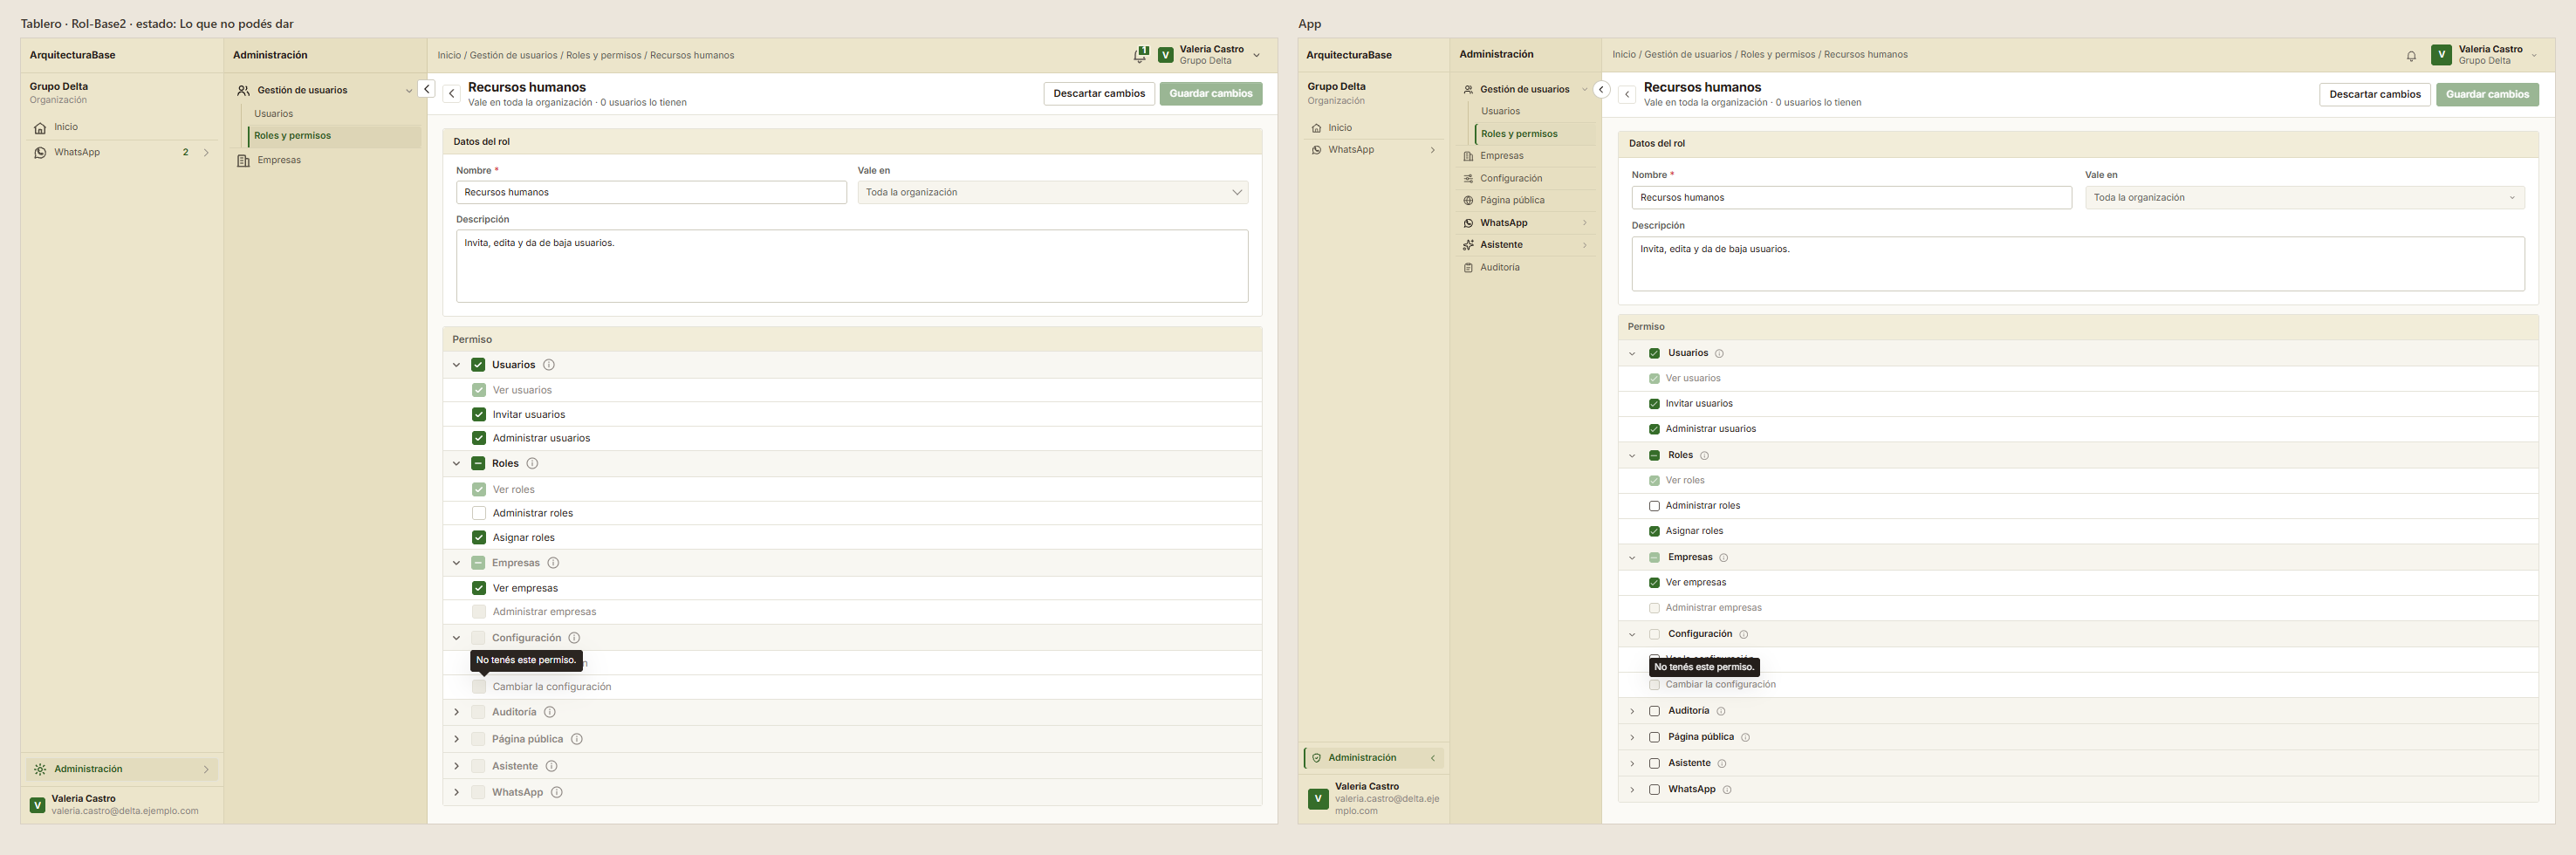 Tablero · Rol-Base2 · estado: Lo que no podés dar
ArquitecturaBase
Grupo Delta
Organización
Inicio
WhatsApp 2
Administración
Valeria Castro
valeria.castro@delta.ejemplo.com
Administración
Gestión de usuarios
Usuarios
Roles y permisos
Empresas
Inicio / Gestión de usuarios / Roles y permisos / Recursos humanos
1
V
Valeria Castro
Grupo Delta
Recursos humanos
Vale en toda la organización · 0 usuarios lo tienen
Descartar cambios
Guardar cambios
Datos del rol
Nombre *
Recursos humanos
Vale en
Toda la organización
Descripción
Invita, edita y da de baja usuarios.
Permiso
Usuarios
Ver usuarios
Invitar usuarios
Administrar usuarios
Roles
Ver roles
Administrar roles
Asignar roles
Empresas
Ver empresas
Administrar empresas
Configuración
No tenés este permiso.
Cambiar la configuración
Auditoría
Página pública
Asistente
WhatsApp
V
App
ArquitecturaBase
Grupo Delta
Organización
Inicio
WhatsApp
Administración
V
Valeria Castro
valeria.castro@delta.eje
mplo.com
Administración
Gestión de usuarios
Usuarios
Roles y permisos
Empresas
Configuración
Página pública
WhatsApp
Asistente
Auditoría
Inicio / Gestión de usuarios / Roles y permisos / Recursos humanos
V
Valeria Castro
Grupo Delta
Recursos humanos
Vale en toda la organización · 0 usuarios lo tienen
Descartar cambios
Guardar cambios
Datos del rol
Nombre *
Recursos humanos
Vale en
Toda la organización
Descripción
Invita, edita y da de baja usuarios.
Permiso
Usuarios
Ver usuarios
Invitar usuarios
Administrar usuarios
Roles
Ver roles
Administrar roles
Asignar roles
Empresas
Ver empresas
Administrar empresas
Configuración
No tenés este permiso.
Cambiar la configuración
Auditoría
Página pública
Asistente
WhatsApp